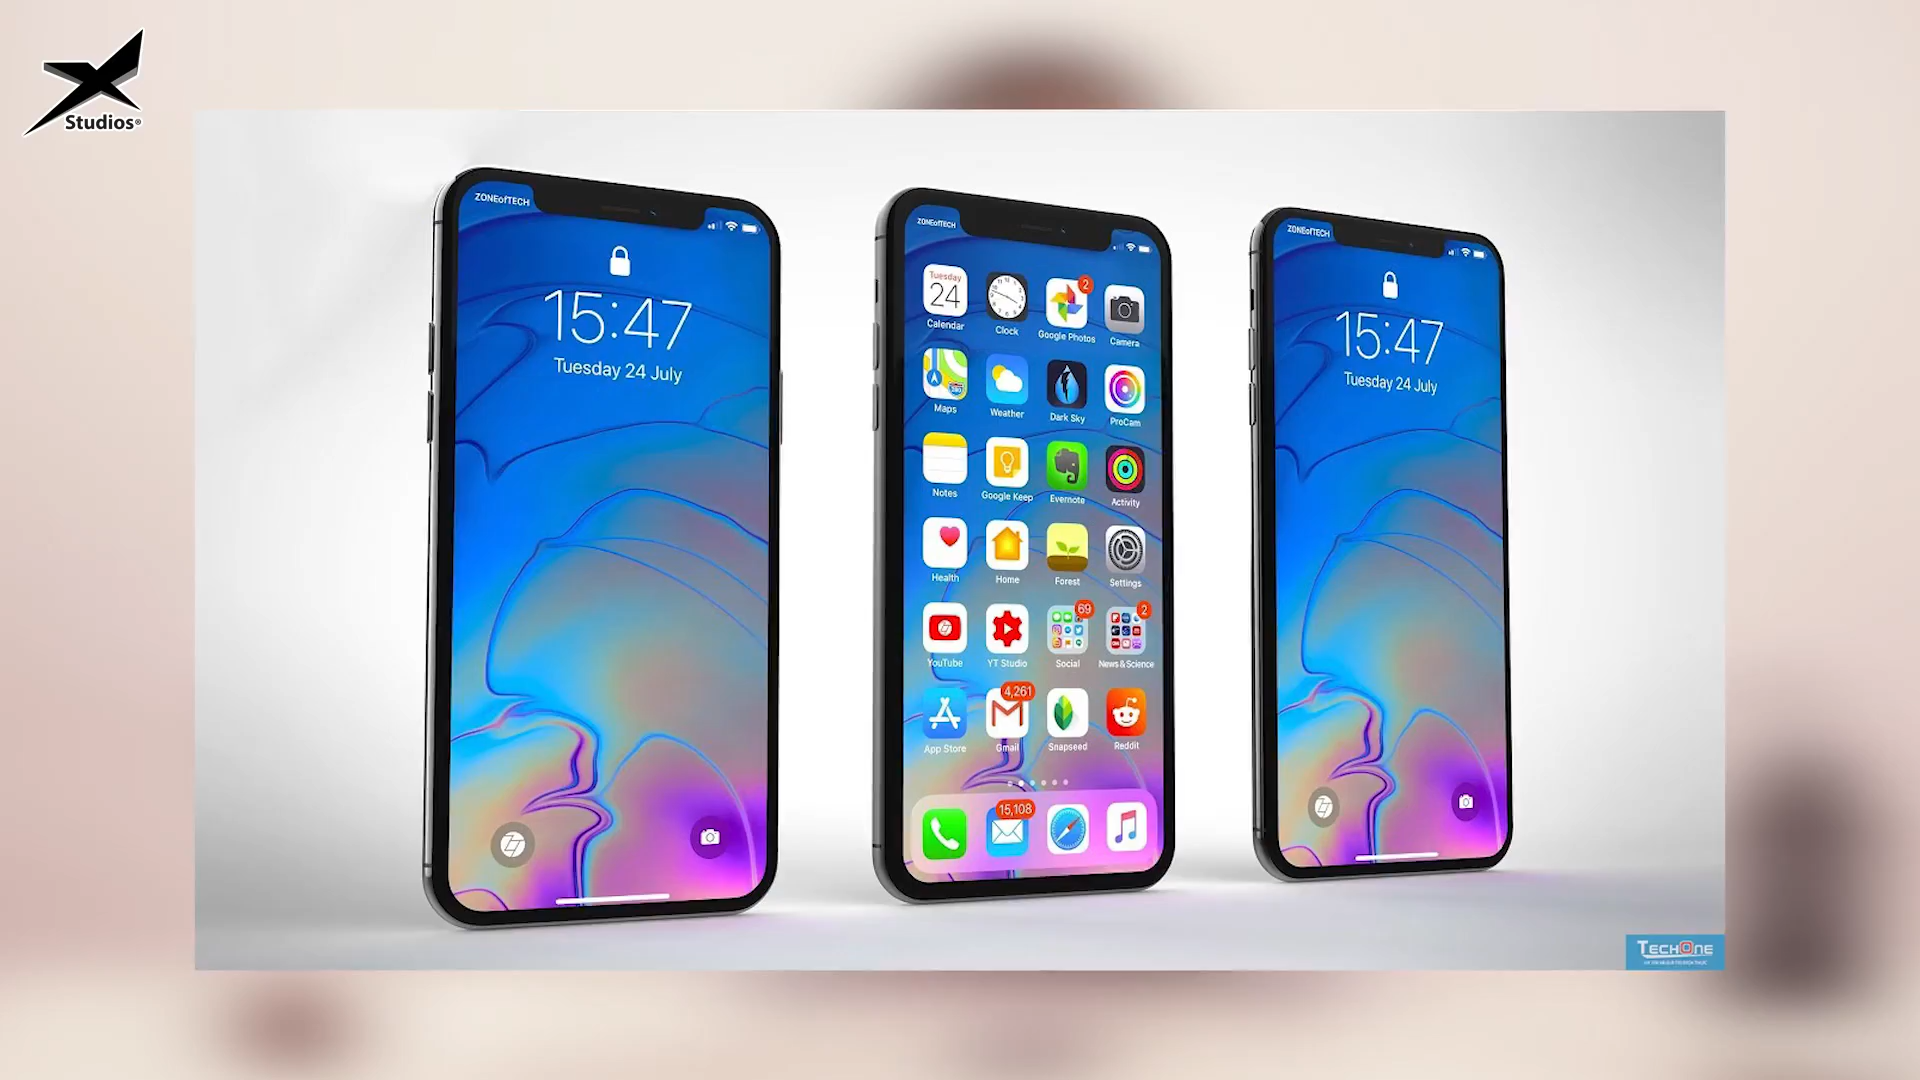 Studios®
ZONEofTECH
15:47
Tuesday 24 July
ZONEofTECH
Tuesday
24
2
Calendar
Clock
Google Photos
Camera
Maps
Weather
Dark Sky
ProCam
Notes
Google Keep
Evernote
Activity
Health
Home
Forest
Settings
69
2
YouTube
YT Studio
Social
News & Science
4,261
App Store
Gmail
Snapseed
Reddit
15,108
ZONEofTECH
15:47
Tuesday 24 July
TECHONE